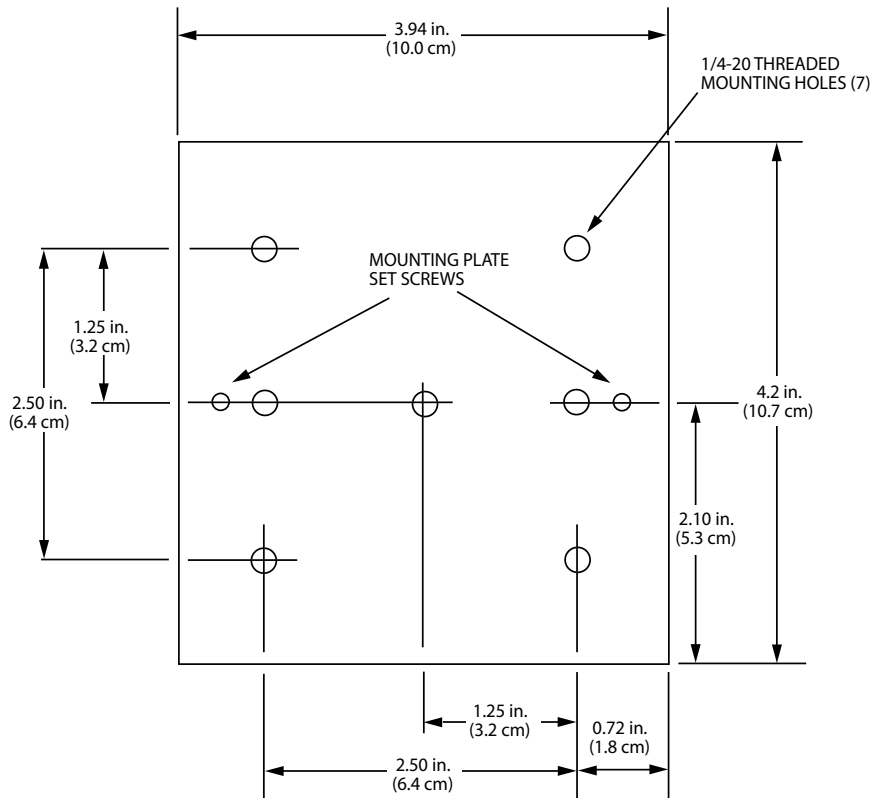 3.94 in.
(10.0 cm)
1/4-20 THREADED
MOUNTING HOLES (7)
MOUNTING PLATE
SET SCREWS
1.25 in.
(3.2 cm)
2.50 in.
(6.4 cm)
4.2 in.
(10.7 cm)
2.10 in.
(5.3 cm)
1.25 in.
(3.2 cm)
0.72 in.
(1.8 cm)
2.50 in.
(6.4 cm)